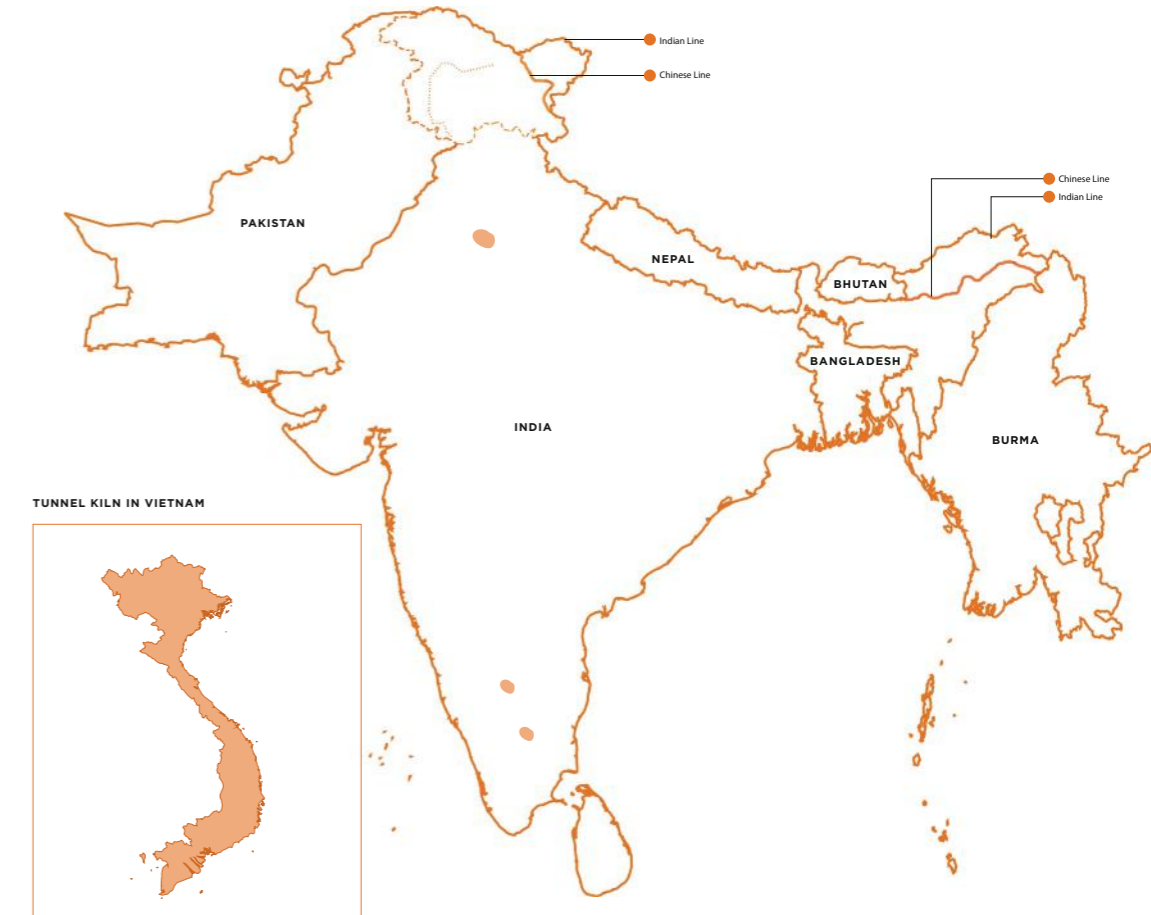 Indian Line
Chinese Line
Chinese Line
Indian Line
PAKISTAN
NEPAL
BHUTAN
BANGLADESH
INDIA
BURMA
TUNNEL KILN IN VIETNAM